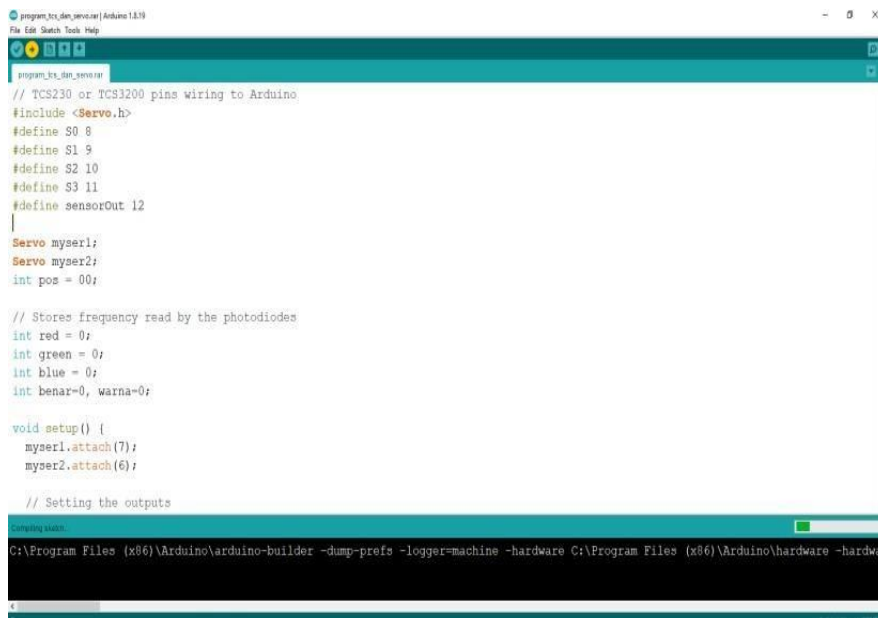 program_tcs_dan_servo.rar | Arduino 1.8.19
File Edit Sketch Tools Help
program_tcs_dan_servo.rar
// TCS230 or TCS3200 pins wiring to Arduino
#include <Servo.h>
#define S0 8
#define S1 9
#define S2 10
#define S3 11
#define sensorOut 12
Servo myser1;
Servo myser2;
int pos = 00;
// Stores frequency read by the photodiodes
int red = 0;
int green = 0;
int blue = 0;
int benar=0, warna=0;
void setup() {
myser1.attach(7);
myser2.attach(6);
// Setting the outputs
Compiling sketch...
C:\Program Files (x86)\Arduino\arduino-builder -dump-prefs -logger=machine -hardware C:\Program Files (x86)\Arduino\hardware -hardwa